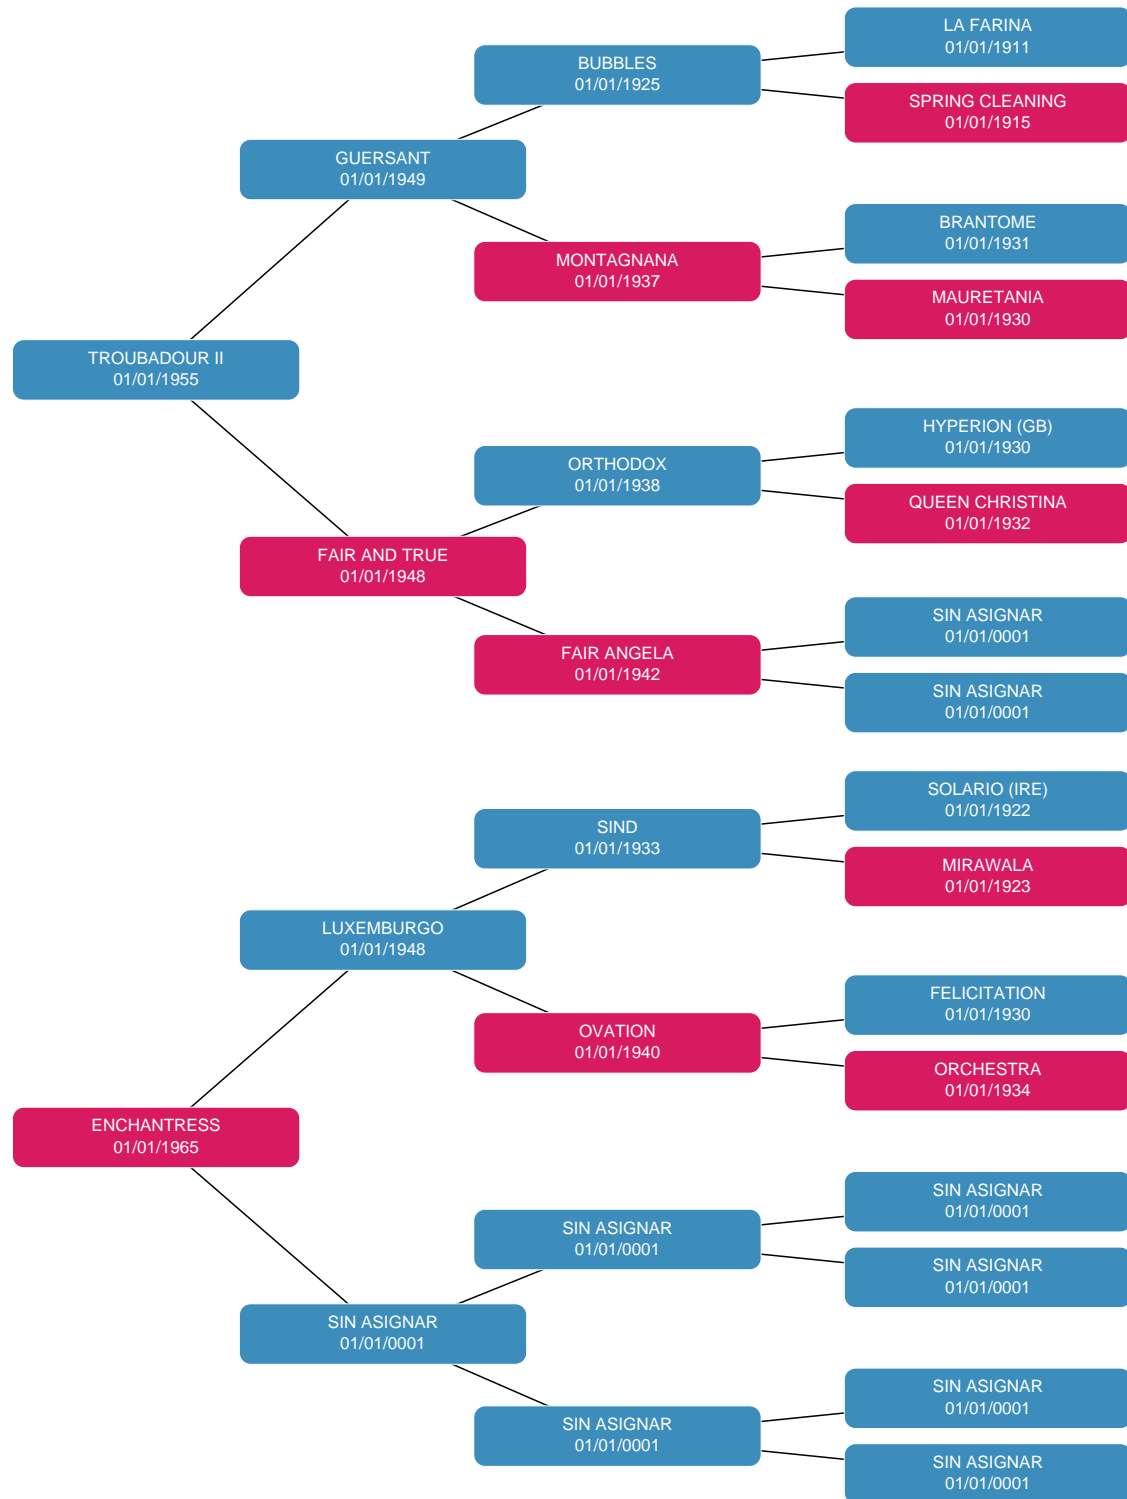 LA FARINA
01/01/1911
BUBBLES
01/01/1925
SPRING CLEANING
01/01/1915
GUERSANT
01/01/1949
BRANTOME
01/01/1931
MONTAGNANA
01/01/1937
MAURETANIA
01/01/1930
TROUBADOUR II
01/01/1955
HYPERION (GB)
01/01/1930
ORTHODOX
01/01/1938
QUEEN CHRISTINA
01/01/1932
FAIR AND TRUE
01/01/1948
SIN ASIGNAR
01/01/0001
FAIR ANGELA
01/01/1942
SIN ASIGNAR
01/01/0001
SOLARIO (IRE)
01/01/1922
SIND
01/01/1933
MIRAWALA
01/01/1923
LUXEMBURGO
01/01/1948
FELICITATION
01/01/1930
OVATION
01/01/1940
ORCHESTRA
01/01/1934
ENCHANTRESS
01/01/1965
SIN ASIGNAR
01/01/0001
SIN ASIGNAR
01/01/0001
SIN ASIGNAR
01/01/0001
SIN ASIGNAR
01/01/0001
SIN ASIGNAR
01/01/0001
SIN ASIGNAR
01/01/0001
SIN ASIGNAR
01/01/0001